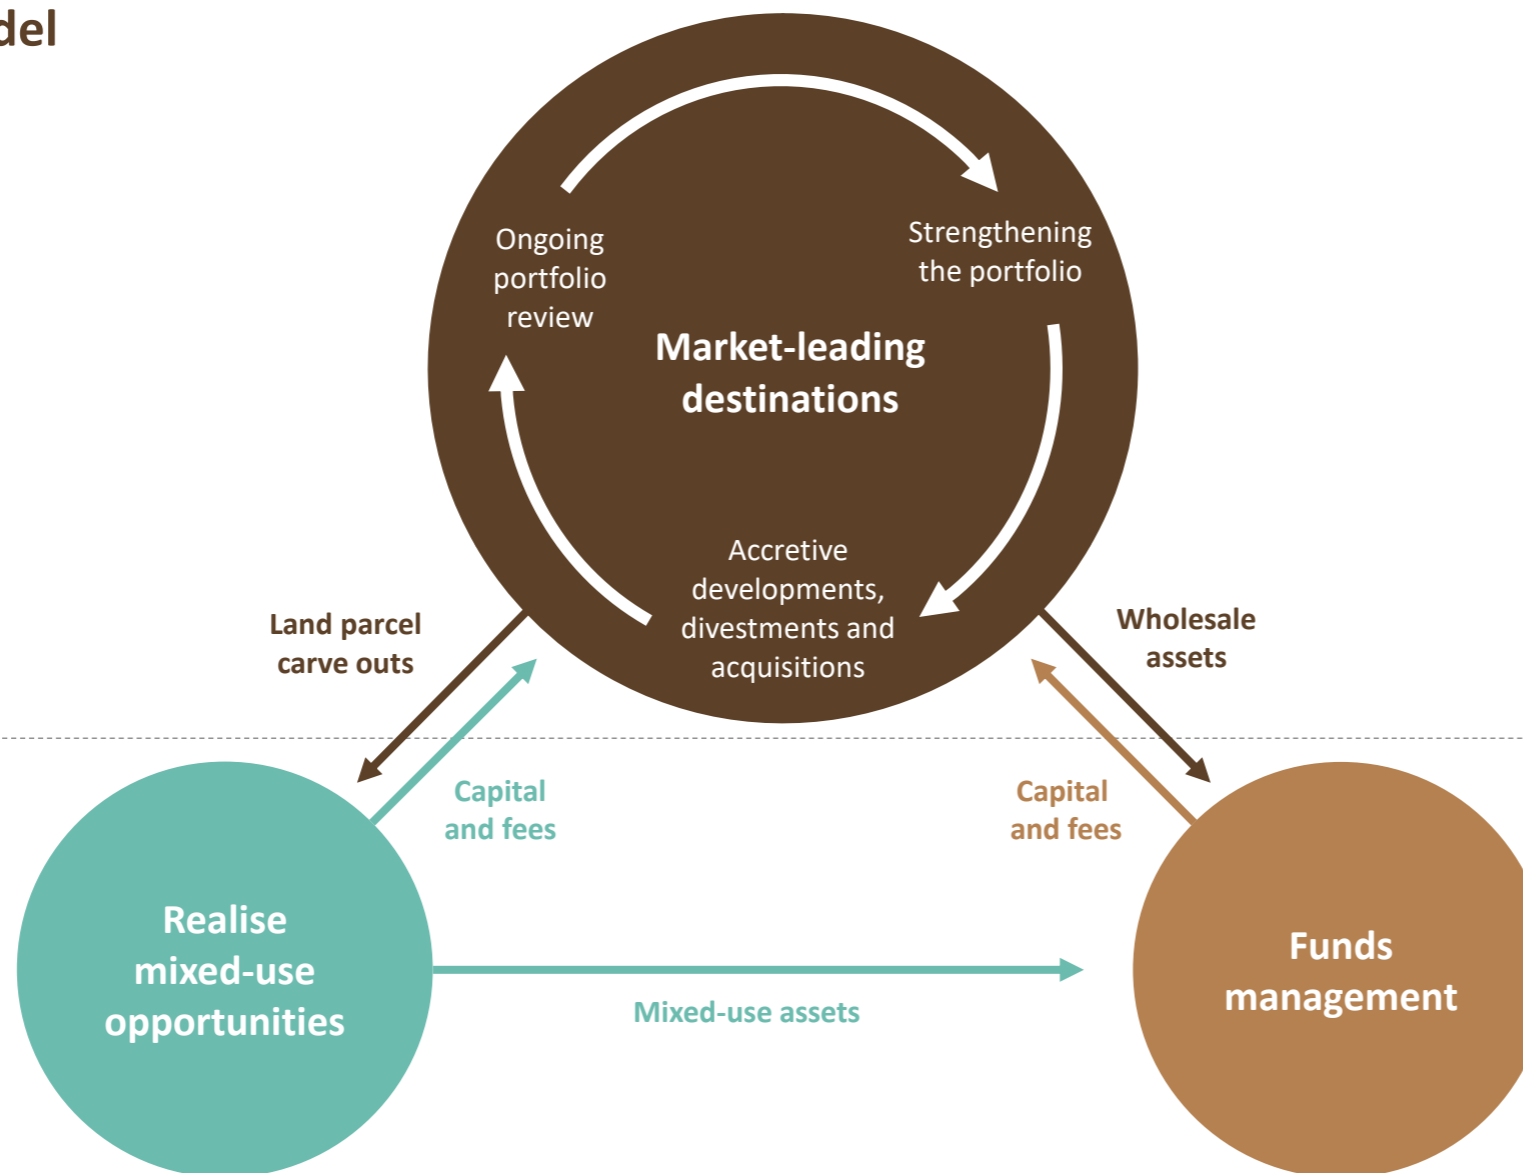 del
Ongoing
portfolio
review
Strengthening
the portfolio
Market-leading
destinations
Accretive
developments,
divestments and
acquisitions
Land parcel
carve outs
Wholesale
assets
Capital
and fees
Capital
and fees
Realise
mixed-use
opportunities
Mixed-use assets
Funds
management